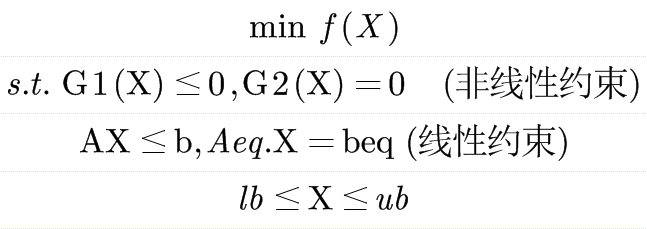 min f(X)
s.t. G1(X) ≤ 0,G2(X) = 0 (非线性约束)
AX ≤ b, Aeq.X = beq (线性约束)
lb ≤ X ≤ ub